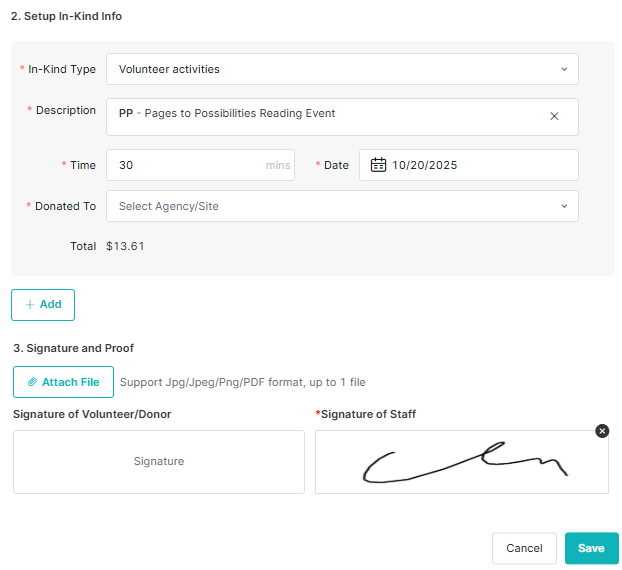 2. Setup In-Kind Info
* In-Kind Type Volunteer activities
* Description PP - Pages to Possibilities Reading Event
* Time 30 mins * Date 10/20/2025
* Donated To Select Agency/Site
Total $13.61
+ Add
3. Signature and Proof
Attach File Support Jpg/Jpeg/Png/PDF format, up to 1 file
Signature of Volunteer/Donor *Signature of Staff
Signature
Cancel Save